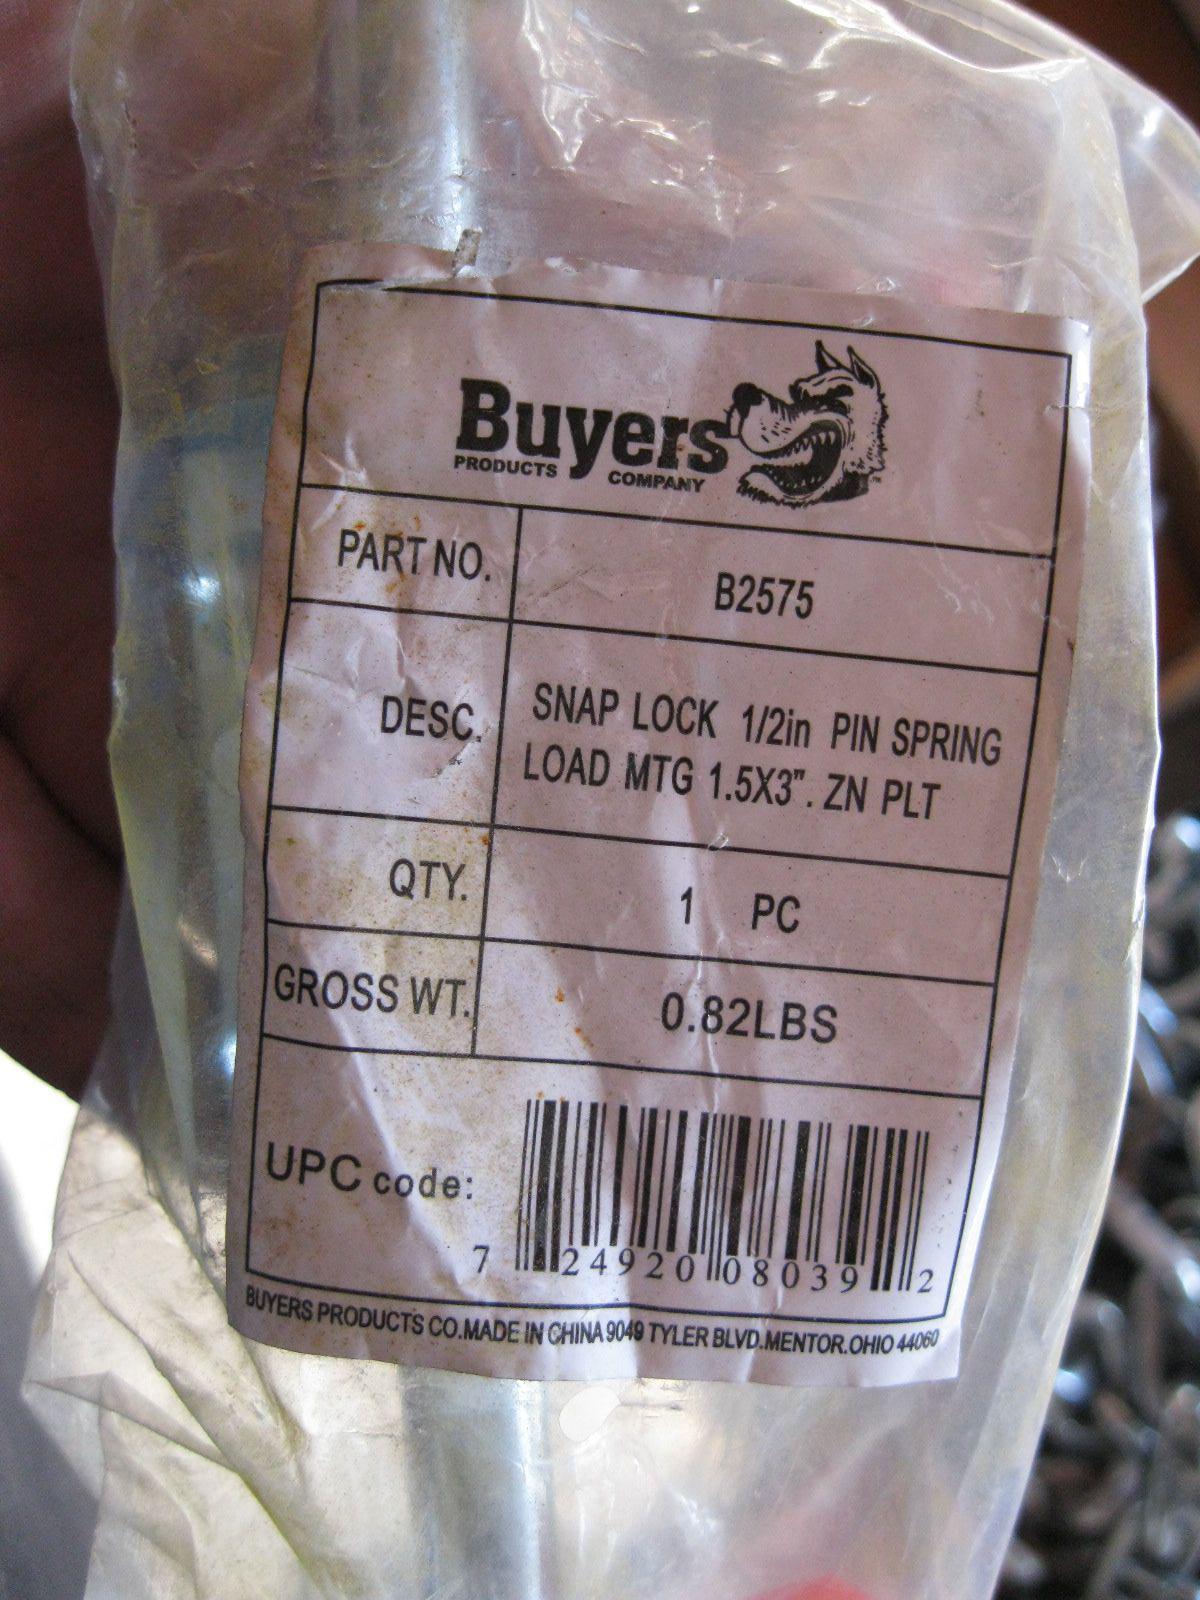 Buyers
PRODUCTS COMPANY
PART NO. B2575
DESC. SNAP LOCK 1/2in PIN SPRING
LOAD MTG 1.5X3". ZN PLT
QTY. 1 PC
GROSS WT. 0.82LBS
UPC code:
7 24920 08039 2
BUYERS PRODUCTS CO.MADE IN CHINA 9049 TYLER BLVD.MENTOR.OHIO 44060